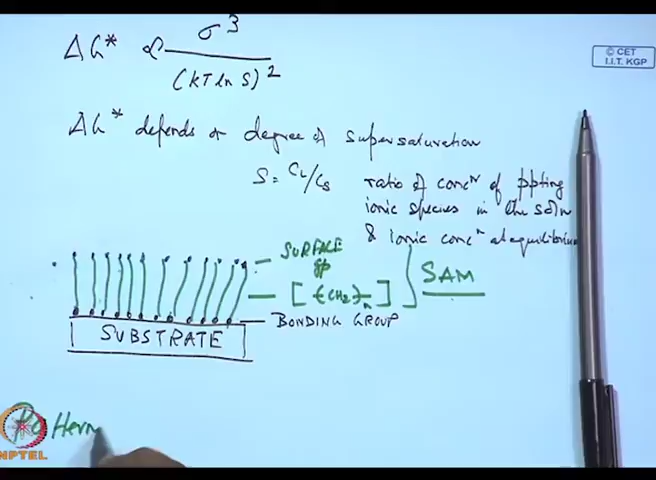 ΔG* ∝ σ³
(kT ln S)²
© CET
I.I.T. KGP
ΔG* depends on degree of supersaturation
S = CL/CS ratio of concⁿ of ppting
ionic species in the solⁿ
& ionic concⁿ at equilibrium
SURFACE
gp
[-(CH2)-n] SAM
BONDING GROUP
SUBSTRATE
NPTEL